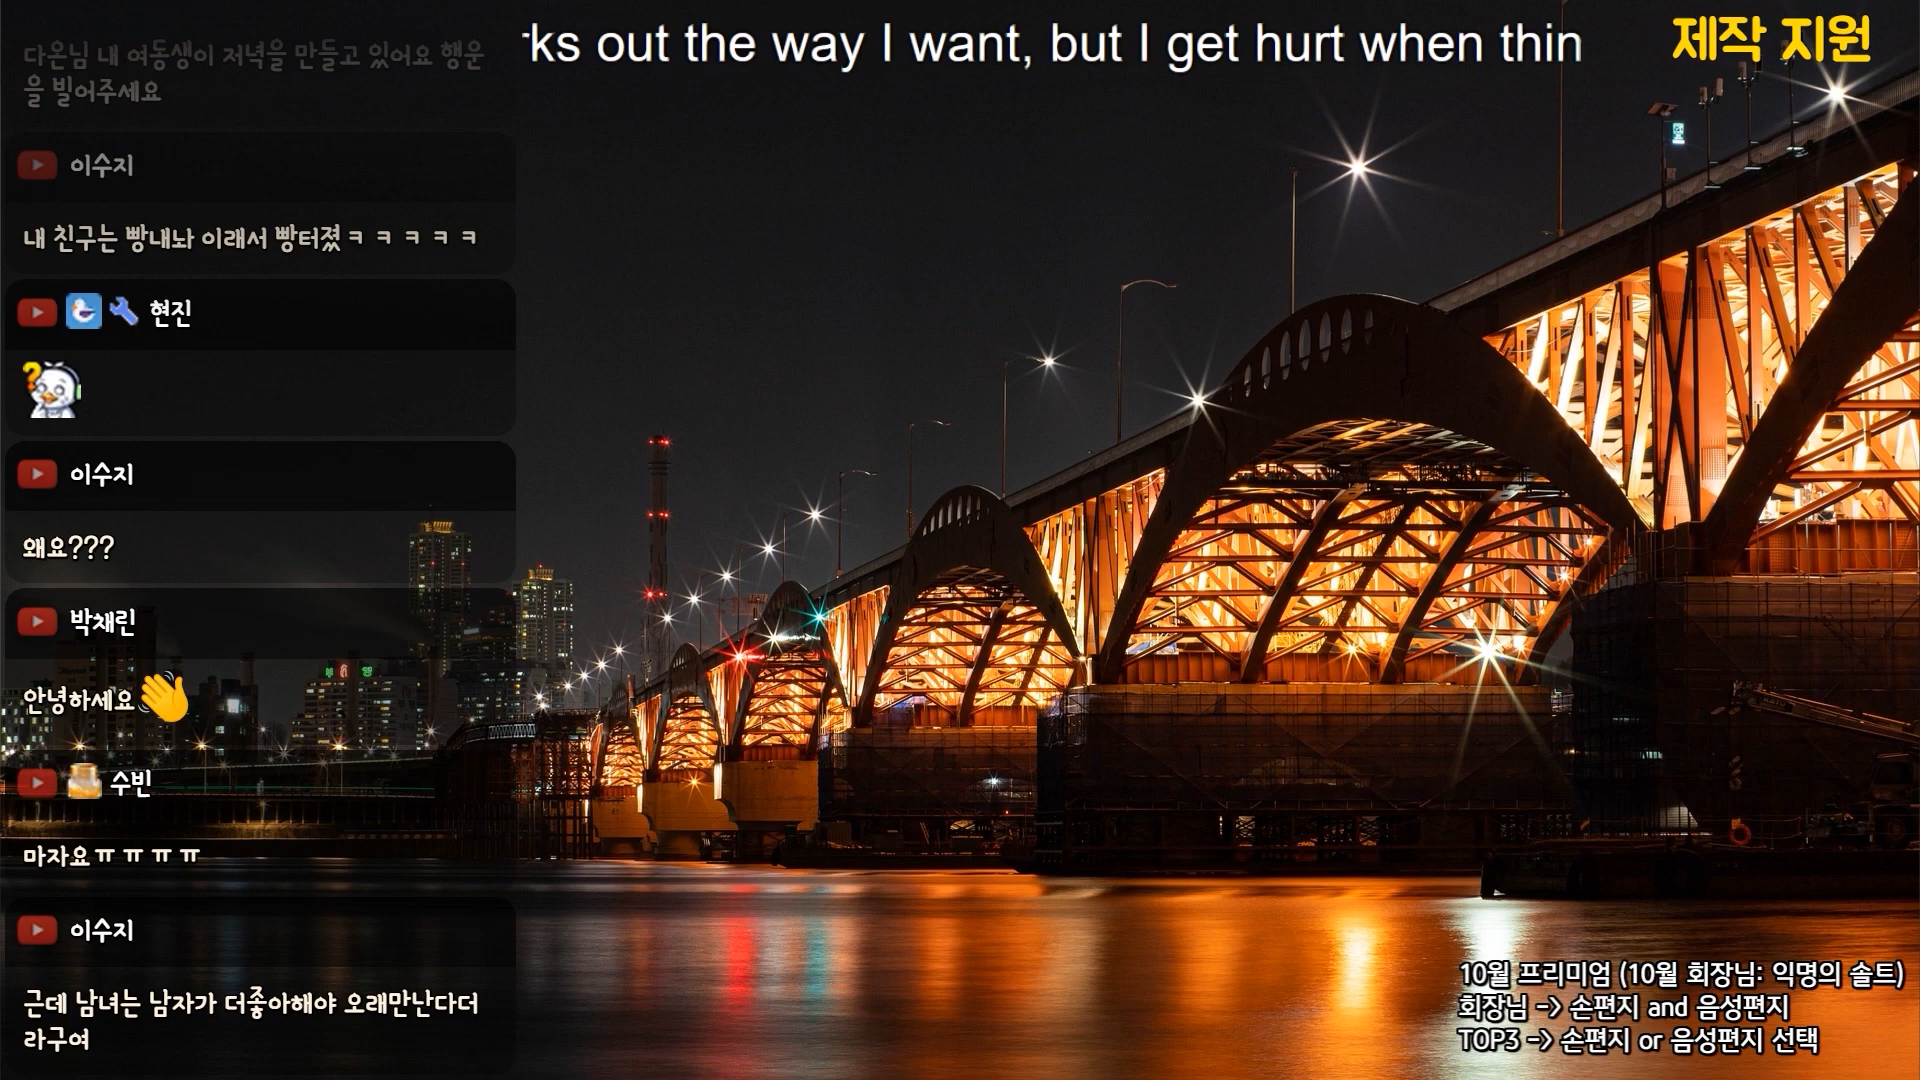 다온님 내 여동생이 저녁을 만들고 있어요 행운
을 빌어주세요
이수지
내 친구는 빵내놔 이래서 빵터졌ㅋㅋㅋㅋㅋ
현진
이수지
왜요???
박채린
안녕하세요👋
수빈
마자요ㅠㅠㅠㅠ
이수지
근데 남녀는 남자가 더좋아해야 오래만난다더
라구여
rks out the way I want, but I get hurt when thin
제작 지원
10월 프리미엄 (10월 회장님: 익명의 솔트)
회장님 -> 손편지 and 음성편지
TOP3 -> 손편지 or 음성편지 선택